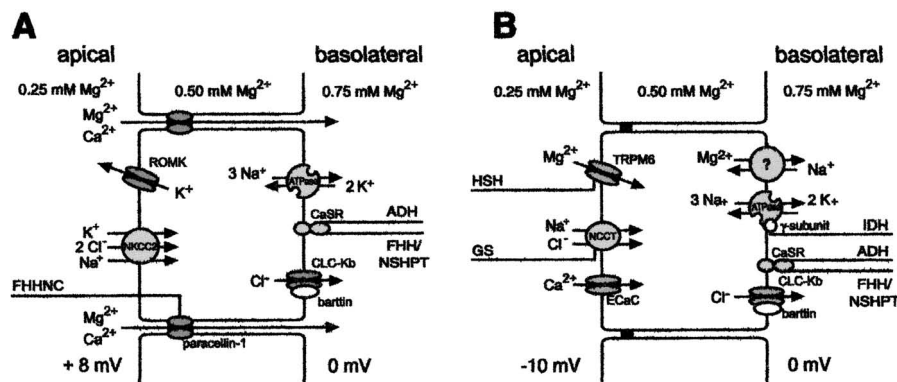 A
apical
basolateral
0.25 mM Mg2+
0.50 mM Mg2+
0.75 mM Mg2+
Mg2+
Ca2+
ROMK
K+
3 Na+
ATPase
2 K+
CaSR
ADH
FHH/
NSHPT
K+
2 Cl-
Na+
NKCC2
CLC-Kb
Cl-
barttin
FHHNC
Mg2+
Ca2+
paracellin-1
+ 8 mV
0 mV
B
apical
basolateral
0.25 mM Mg2+
0.50 mM Mg2+
0.75 mM Mg2+
Mg2+
TRPM6
HSH
Mg2+
?
Na+
3 Na+
ATPase
2 K+
γ-subunit
IDH
Na+
Cl-
NCCT
GS
CaSR
ADH
FHH/
NSHPT
Ca2+
ECaC
CLC-Kb
Cl-
barttin
-10 mV
0 mV